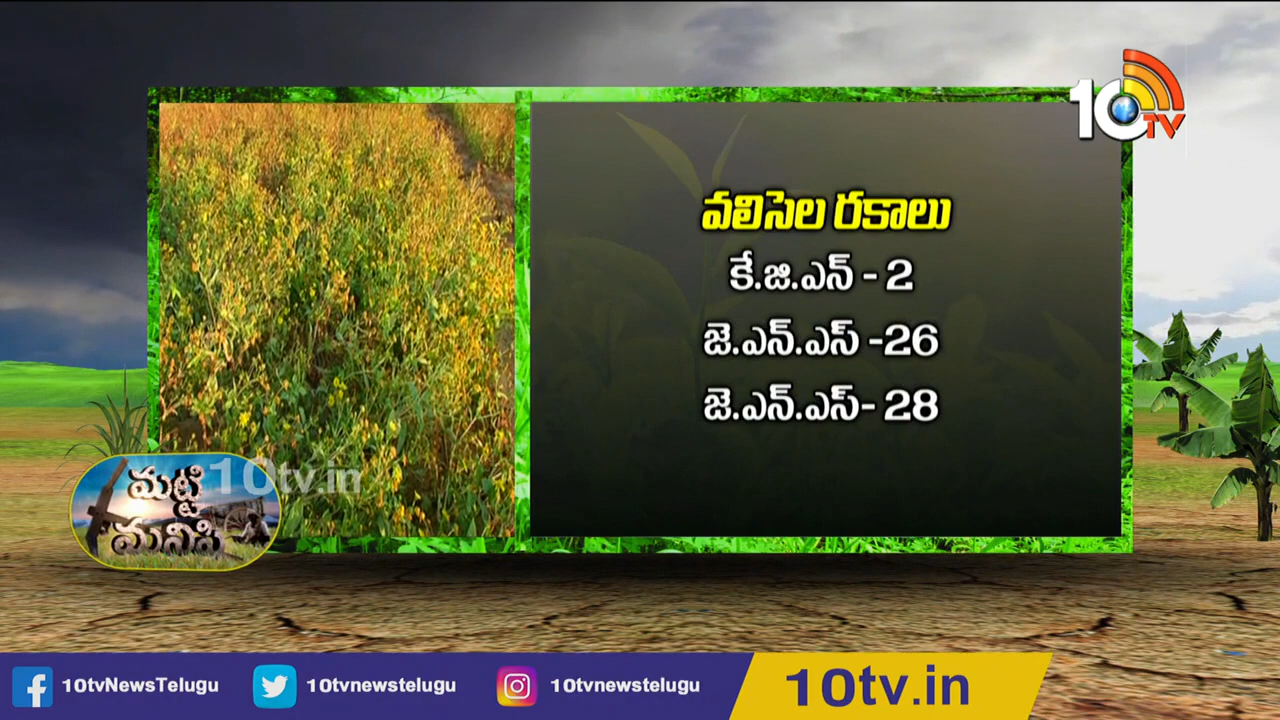 10TV
వలిసెల రకాలు
కే.జి.ఎన్ - 2
జె.ఎన్.ఎస్ -26
జె.ఎన్.ఎస్- 28
10tv.in
మట్టి
మనిషి
10tvNewsTelugu
10tvnewstelugu
10tvnewstelugu
10tv.in